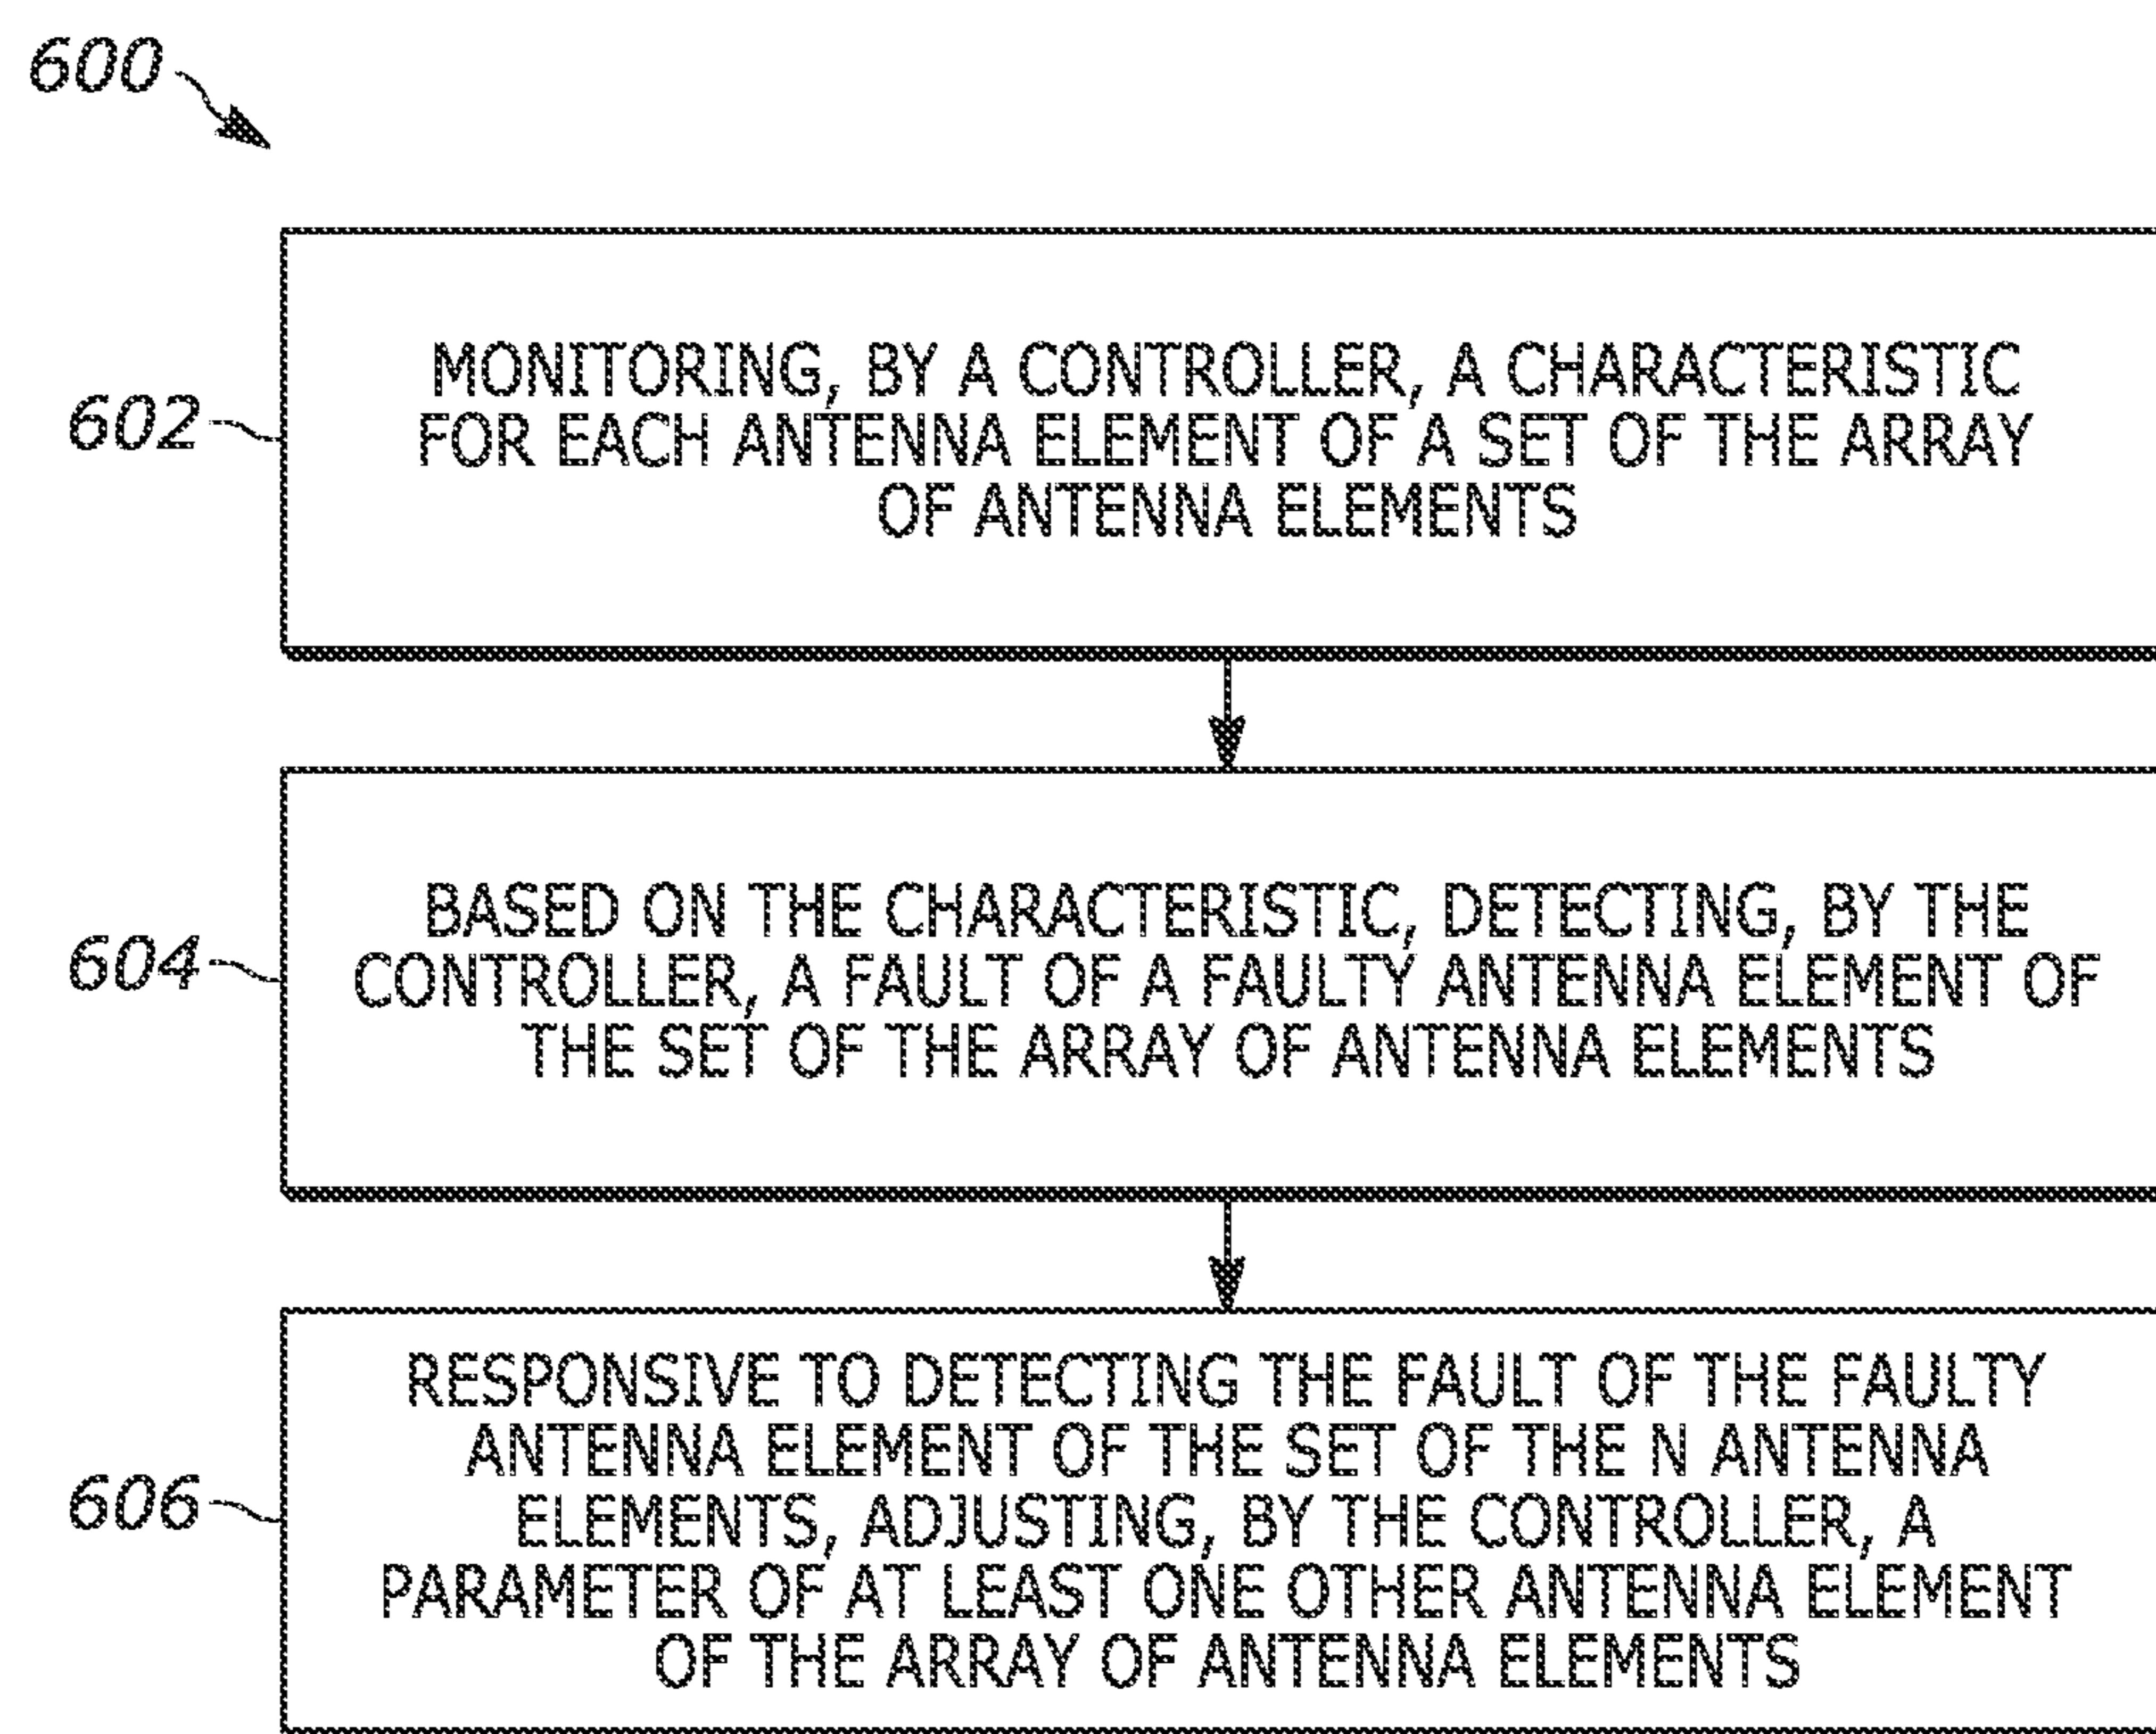 600
602
MONITORING, BY A CONTROLLER, A CHARACTERISTIC
FOR EACH ANTENNA ELEMENT OF A SET OF THE ARRAY
OF ANTENNA ELEMENTS
604
BASED ON THE CHARACTERISTIC, DETECTING, BY THE
CONTROLLER, A FAULT OF A FAULTY ANTENNA ELEMENT OF
THE SET OF THE ARRAY OF ANTENNA ELEMENTS
606
RESPONSIVE TO DETECTING THE FAULT OF THE FAULTY
ANTENNA ELEMENT OF THE SET OF THE N ANTENNA
ELEMENTS, ADJUSTING, BY THE CONTROLLER, A
PARAMETER OF AT LEAST ONE OTHER ANTENNA ELEMENT
OF THE ARRAY OF ANTENNA ELEMENTS